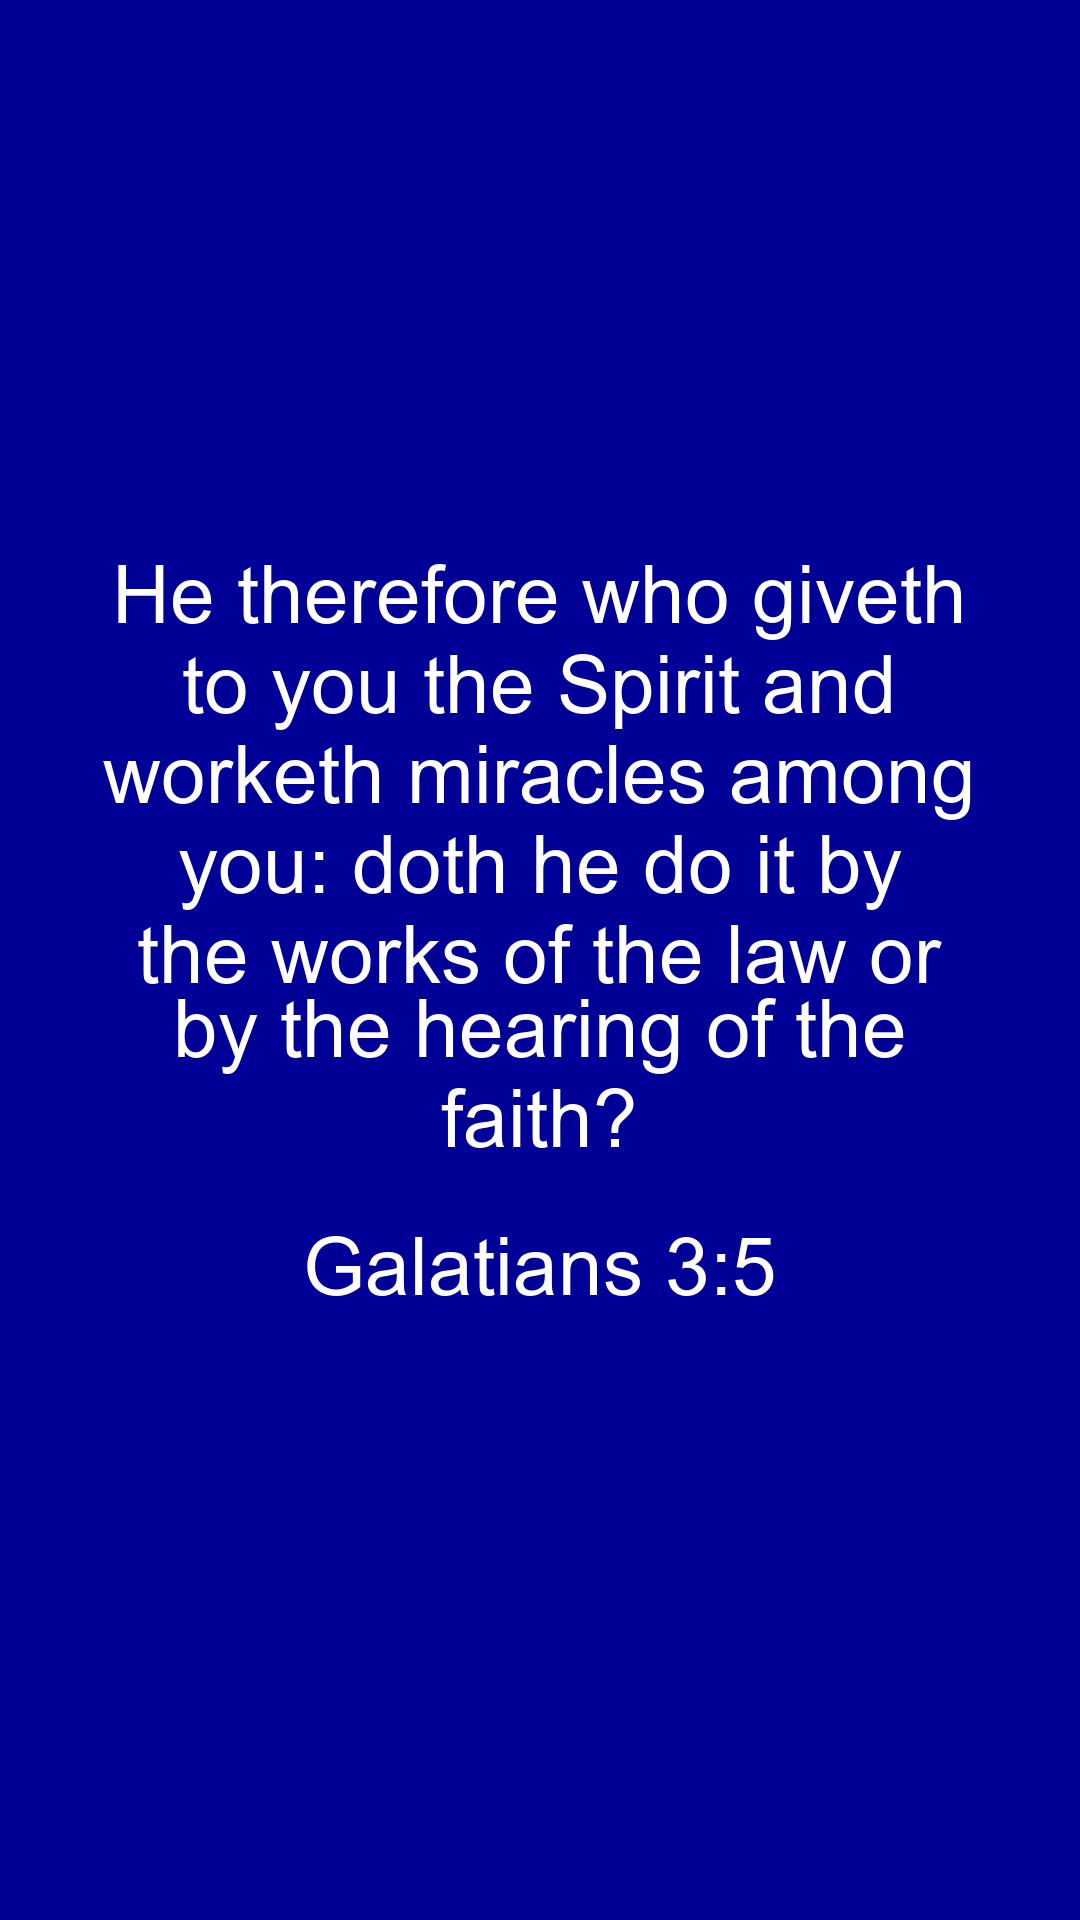 He therefore who giveth
to you the Spirit and
worketh miracles among
you: doth he do it by
the works of the law or
by the hearing of the
faith?
Galatians 3:5